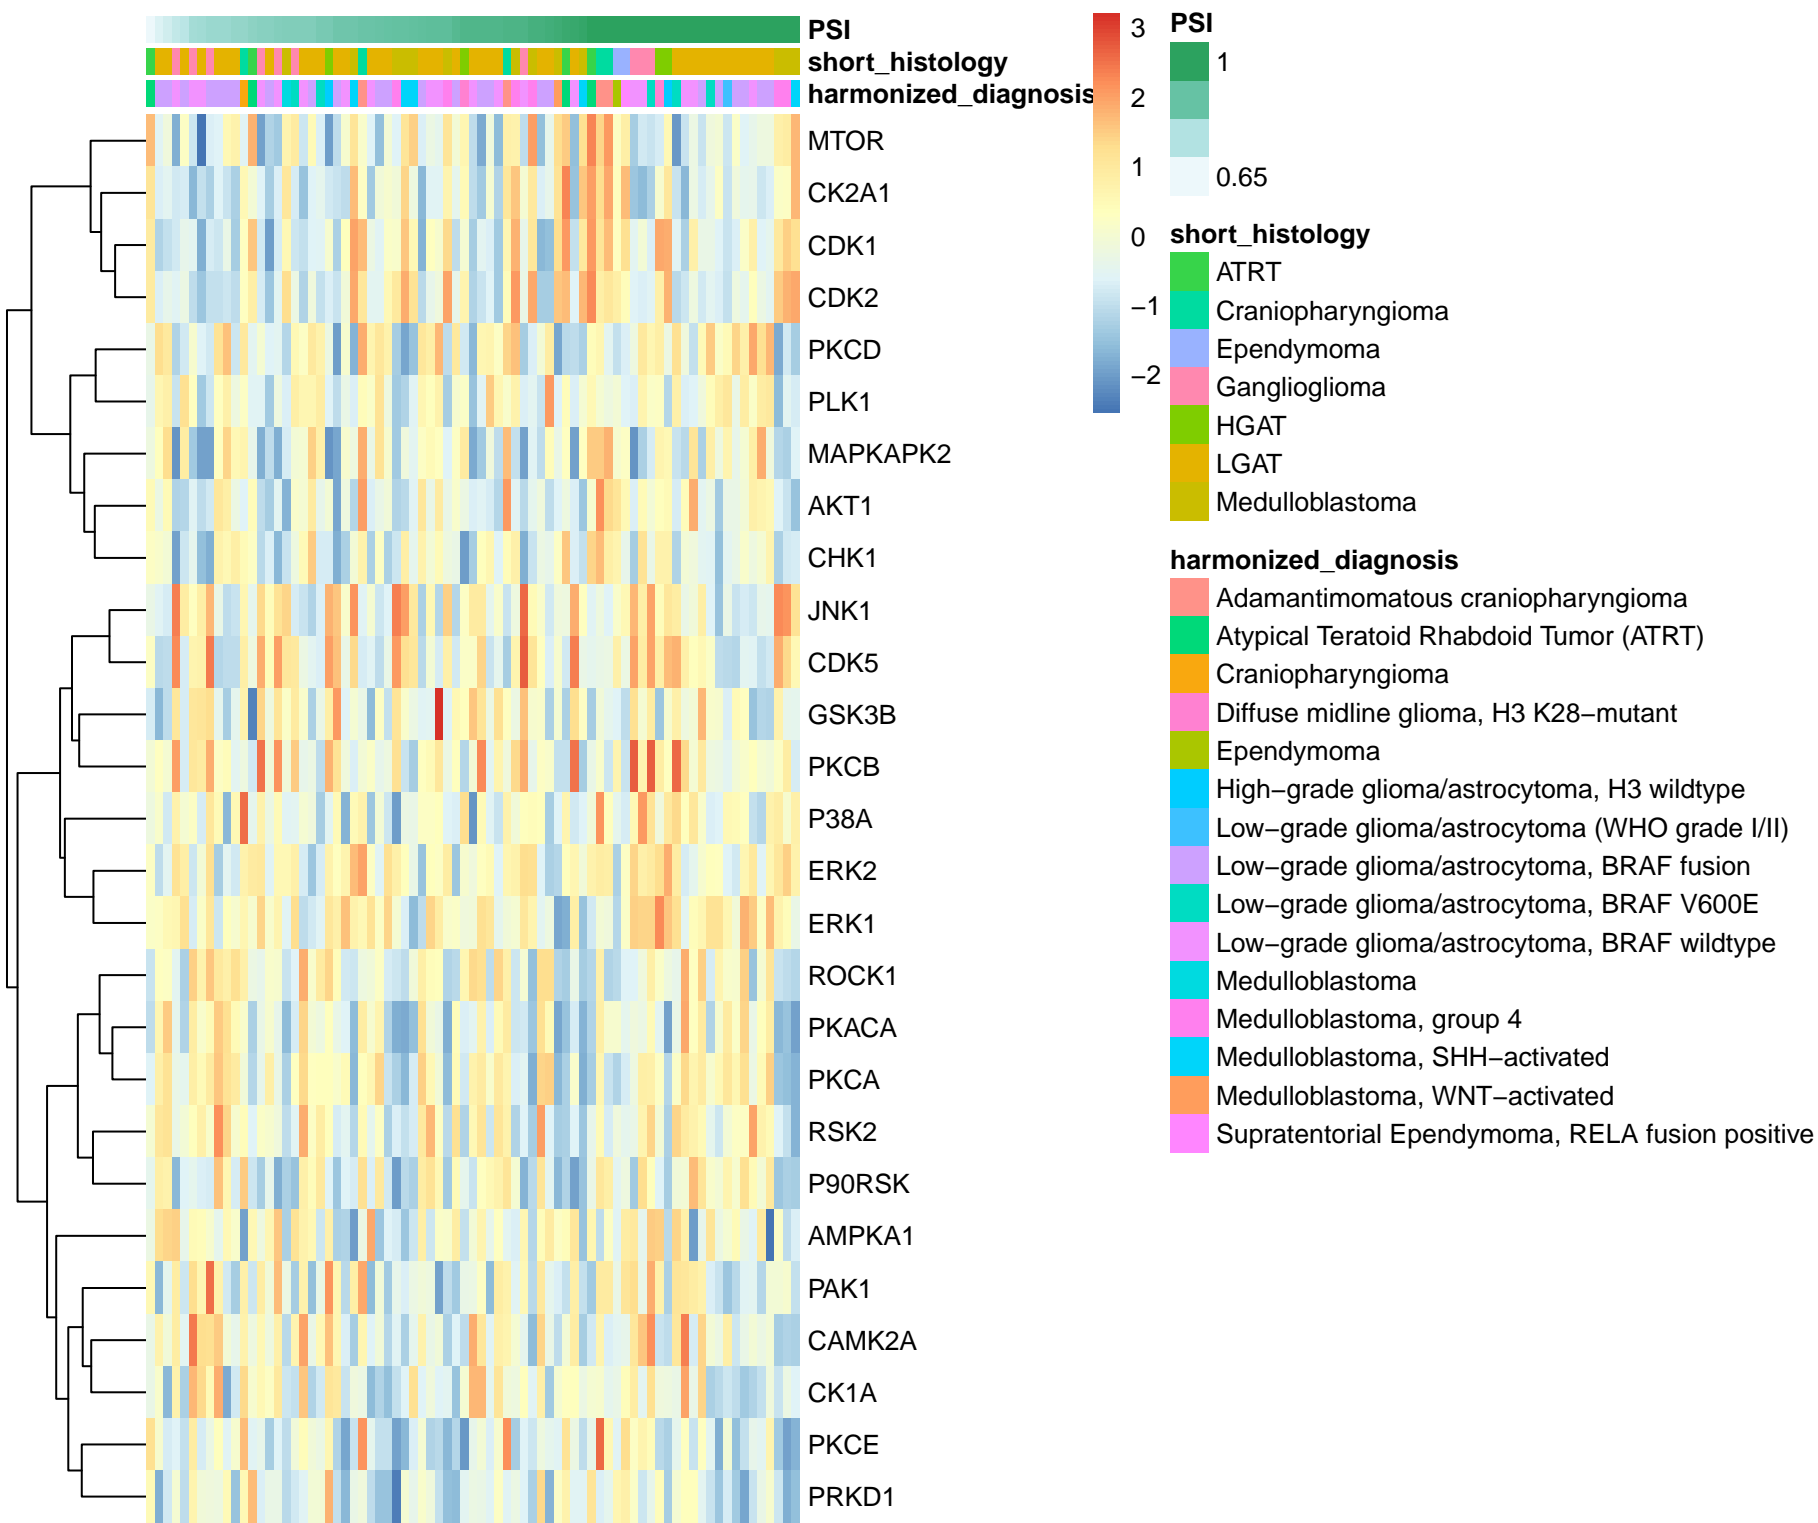 PSI
short_histology
harmonized_diagnosis
MTOR
CK2A1
CDK1
CDK2
PKCD
PLK1
MAPKAPK2
AKT1
CHK1
JNK1
CDK5
GSK3B
PKCB
P38A
ERK2
ERK1
ROCK1
PKACA
PKCA
RSK2
P90RSK
AMPKA1
PAK1
CAMK2A
CK1A
PKCE
PRKD1
3
2
1
0
−1
−2
PSI
1
0.65
short_histology
ATRT
Craniopharyngioma
Ependymoma
Ganglioglioma
HGAT
LGAT
Medulloblastoma
harmonized_diagnosis
Adamantimomatous craniopharyngioma
Atypical Teratoid Rhabdoid Tumor (ATRT)
Craniopharyngioma
Diffuse midline glioma, H3 K28−mutant
Ependymoma
High−grade glioma/astrocytoma, H3 wildtype
Low−grade glioma/astrocytoma (WHO grade I/II)
Low−grade glioma/astrocytoma, BRAF fusion
Low−grade glioma/astrocytoma, BRAF V600E
Low−grade glioma/astrocytoma, BRAF wildtype
Medulloblastoma
Medulloblastoma, group 4
Medulloblastoma, SHH−activated
Medulloblastoma, WNT−activated
Supratentorial Ependymoma, RELA fusion positive